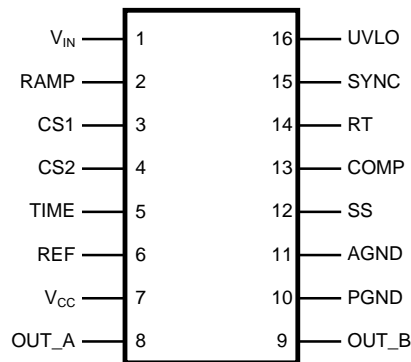 V_IN 1 16 UVLO
RAMP 2 15 SYNC
CS1 3 14 RT
CS2 4 13 COMP
TIME 5 12 SS
REF 6 11 AGND
V_CC 7 10 PGND
OUT_A 8 9 OUT_B